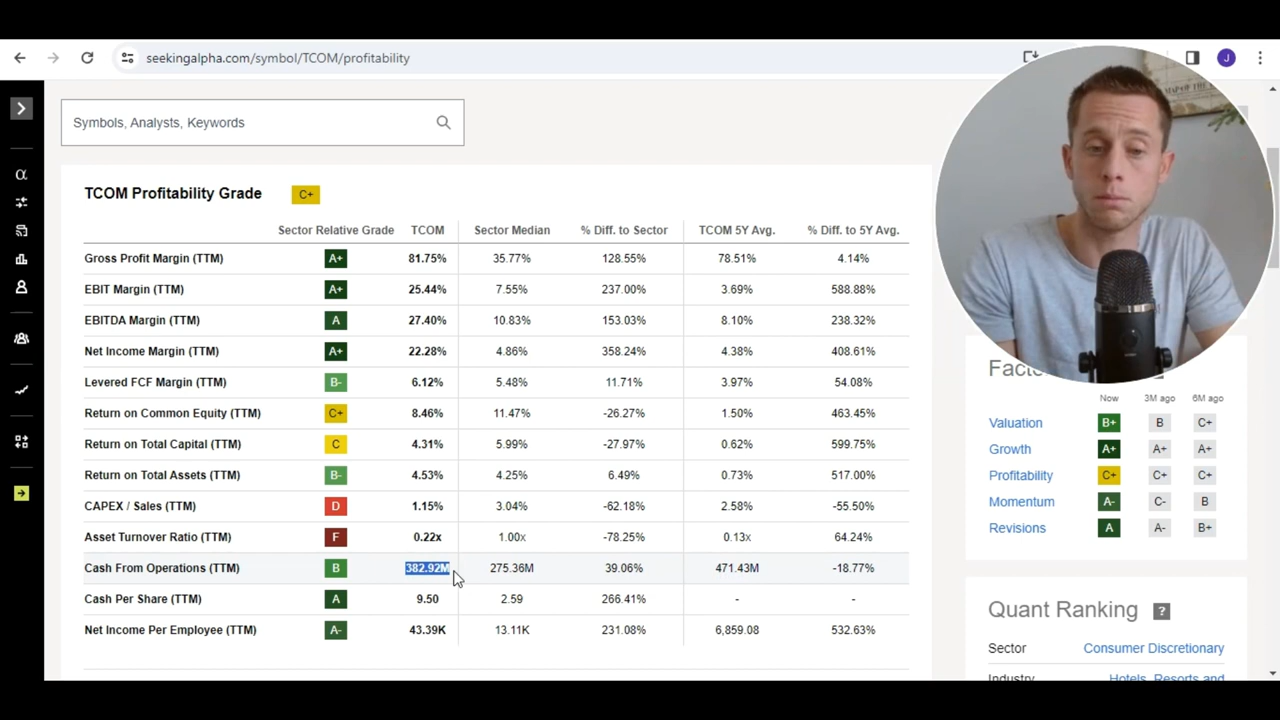 seekingalpha.com/symbol/TCOM/profitability
J
Symbols, Analysts, Keywords
TCOM Profitability Grade C+
Sector Relative Grade TCOM Sector Median % Diff. to Sector TCOM 5Y Avg. % Diff. to 5Y Avg.
Gross Profit Margin (TTM) A+ 81.75% 35.77% 128.55% 78.51% 4.14%
EBIT Margin (TTM) A+ 25.44% 7.55% 237.00% 3.69% 588.88%
EBITDA Margin (TTM) A 27.40% 10.83% 153.03% 8.10% 238.32%
Net Income Margin (TTM) A+ 22.28% 4.86% 358.24% 4.38% 408.61%
Levered FCF Margin (TTM) B- 6.12% 5.48% 11.71% 3.97% 54.08%
Return on Common Equity (TTM) C+ 8.46% 11.47% -26.27% 1.50% 463.45%
Return on Total Capital (TTM) C 4.31% 5.99% -27.97% 0.62% 599.75%
Return on Total Assets (TTM) B- 4.53% 4.25% 6.49% 0.73% 517.00%
CAPEX / Sales (TTM) D 1.15% 3.04% -62.18% 2.58% -55.50%
Asset Turnover Ratio (TTM) F 0.22x 1.00x -78.25% 0.13x 64.24%
Cash From Operations (TTM) B 382.92M 275.36M 39.06% 471.43M -18.77%
Cash Per Share (TTM) A 9.50 2.59 266.41% - -
Net Income Per Employee (TTM) A- 43.39K 13.11K 231.08% 6,859.08 532.63%
Now 3M ago 6M ago
Valuation B+ B C+
Growth A+ A+ A+
Profitability C+ C+ C+
Momentum A- C- B
Revisions A A- B+
Quant Ranking ?
Sector Consumer Discretionary
Industry Hotels, Resorts and